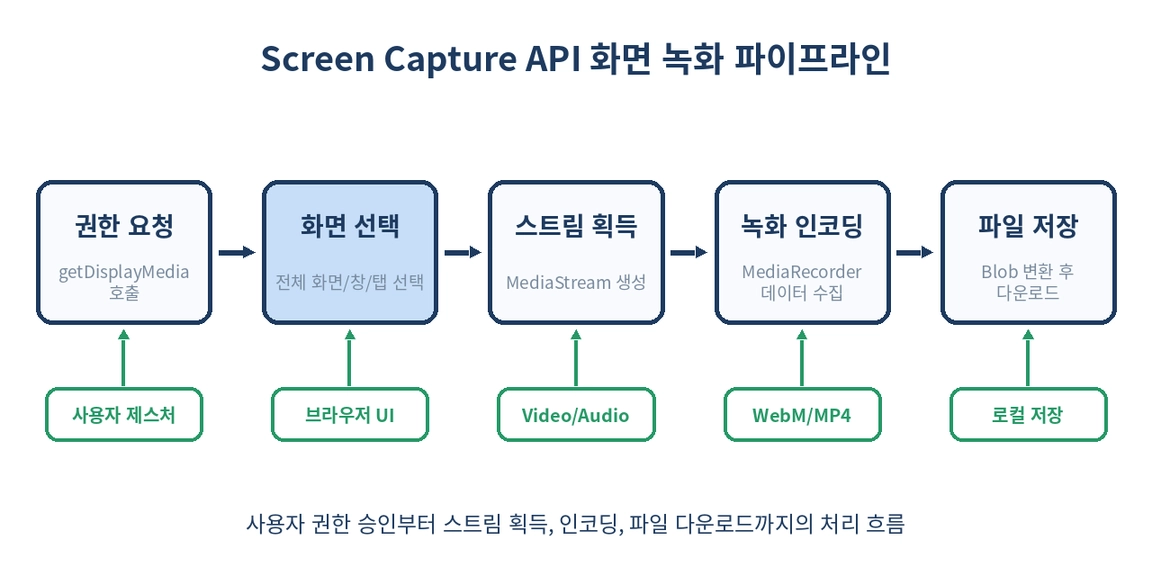 Screen Capture API 화면 녹화 파이프라인
권한 요청
getDisplayMedia
호출
화면 선택
전체 화면/창/탭 선택
스트림 획득
MediaStream 생성
녹화 인코딩
MediaRecorder
데이터 수집
파일 저장
Blob 변환 후
다운로드
사용자 제스처
브라우저 UI
Video/Audio
WebM/MP4
로컬 저장
사용자 권한 승인부터 스트림 획득, 인코딩, 파일 다운로드까지의 처리 흐름